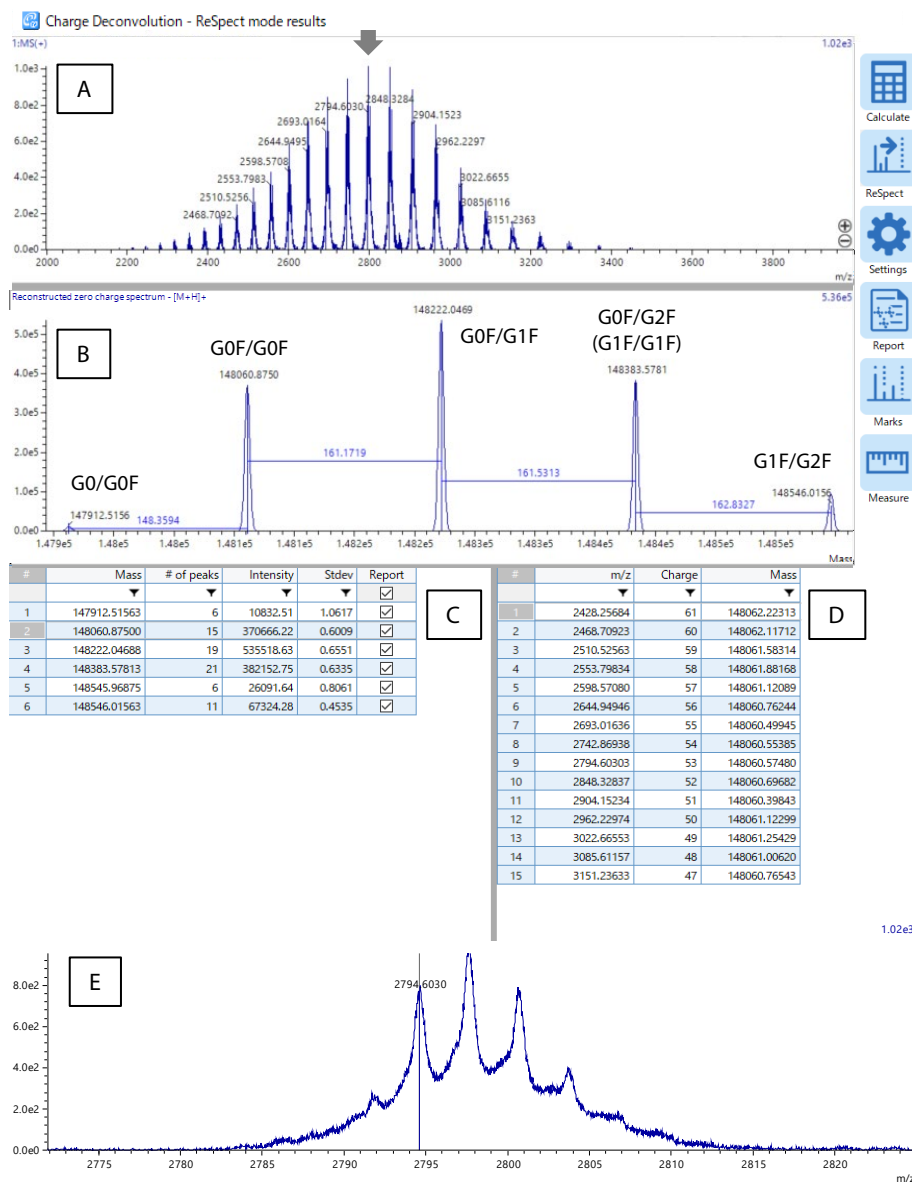 Charge Deconvolution - ReSpect mode results
1:MS(+)
1.02e3
A
1.0e3
8.0e2
6.0e2
4.0e2
2.0e2
0.0e0
2468.7092
2510.5256
2553.7983
2598.5708
2644.9495
2693.0164
2794.6030
2848.3284
2904.1523
2962.2297
3022.6655
3085.6116
3151.2363
2000 2200 2400 2600 2800 3000 3200 3400 3600 3800
m/z
Calculate
ReSpect
Settings
Report
Marks
Measure
Reconstructed zero charge spectrum - [M+H]+
5.36e5
B
5.0e5
4.0e5
3.0e5
2.0e5
1.0e5
0.0e0
G0/G0F
147912.5156
148.3594
G0F/G0F
148060.8750
161.1719
148222.0469
G0F/G1F
161.5313
G0F/G2F
(G1F/G1F)
148383.5781
162.8327
G1F/G2F
148546.0156
1.479e5 1.48e5 1.48e5 1.481e5 1.481e5 1.482e5 1.482e5 1.483e5 1.483e5 1.484e5 1.484e5 1.485e5 1.485e5
Mass
# Mass # of peaks Intensity Stdev Report
1 147912.51563 6 10832.51 1.0617
2 148060.87500 15 370666.22 0.6009
3 148222.04688 19 535518.63 0.6551
4 148383.57813 21 382152.75 0.6335
5 148545.96875 6 26091.64 0.8061
6 148546.01563 11 67324.28 0.4535
C
# m/z Charge Mass
1 2428.25684 61 148062.22313
2 2468.70923 60 148062.11712
3 2510.52563 59 148061.58314
4 2553.79834 58 148061.88168
5 2598.57080 57 148061.12089
6 2644.94946 56 148060.76244
7 2693.01636 55 148060.49945
8 2742.86938 54 148060.55385
9 2794.60303 53 148060.57480
10 2848.32837 52 148060.69682
11 2904.15234 51 148060.39843
12 2962.22974 50 148061.12299
13 3022.66553 49 148061.25429
14 3085.61157 48 148061.00620
15 3151.23633 47 148060.76543
D
1.02e3
E
8.0e2
6.0e2
4.0e2
2.0e2
0.0e0
2794.6030
2775 2780 2785 2790 2795 2800 2805 2810 2815 2820
m/z